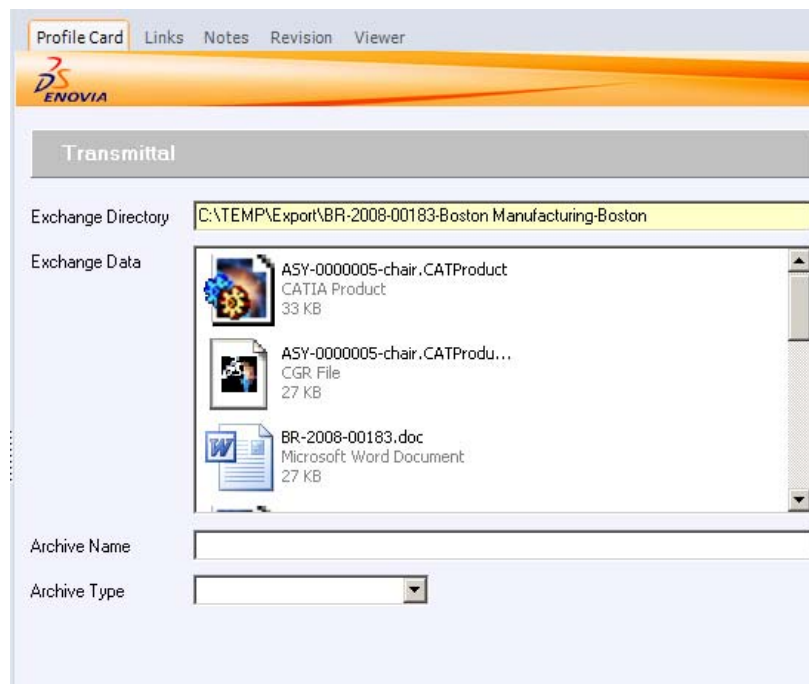 Profile Card Links Notes Revision Viewer
DS
ENOVIA
Transmittal
Exchange Directory C:\TEMP\Export\BR-2008-00183-Boston Manufacturing-Boston
Exchange Data
ASY-0000005-chair.CATProduct
CATIA Product
33 KB
ASY-0000005-chair.CATProdu...
CGR File
27 KB
W
BR-2008-00183.doc
Microsoft Word Document
27 KB
Archive Name
Archive Type